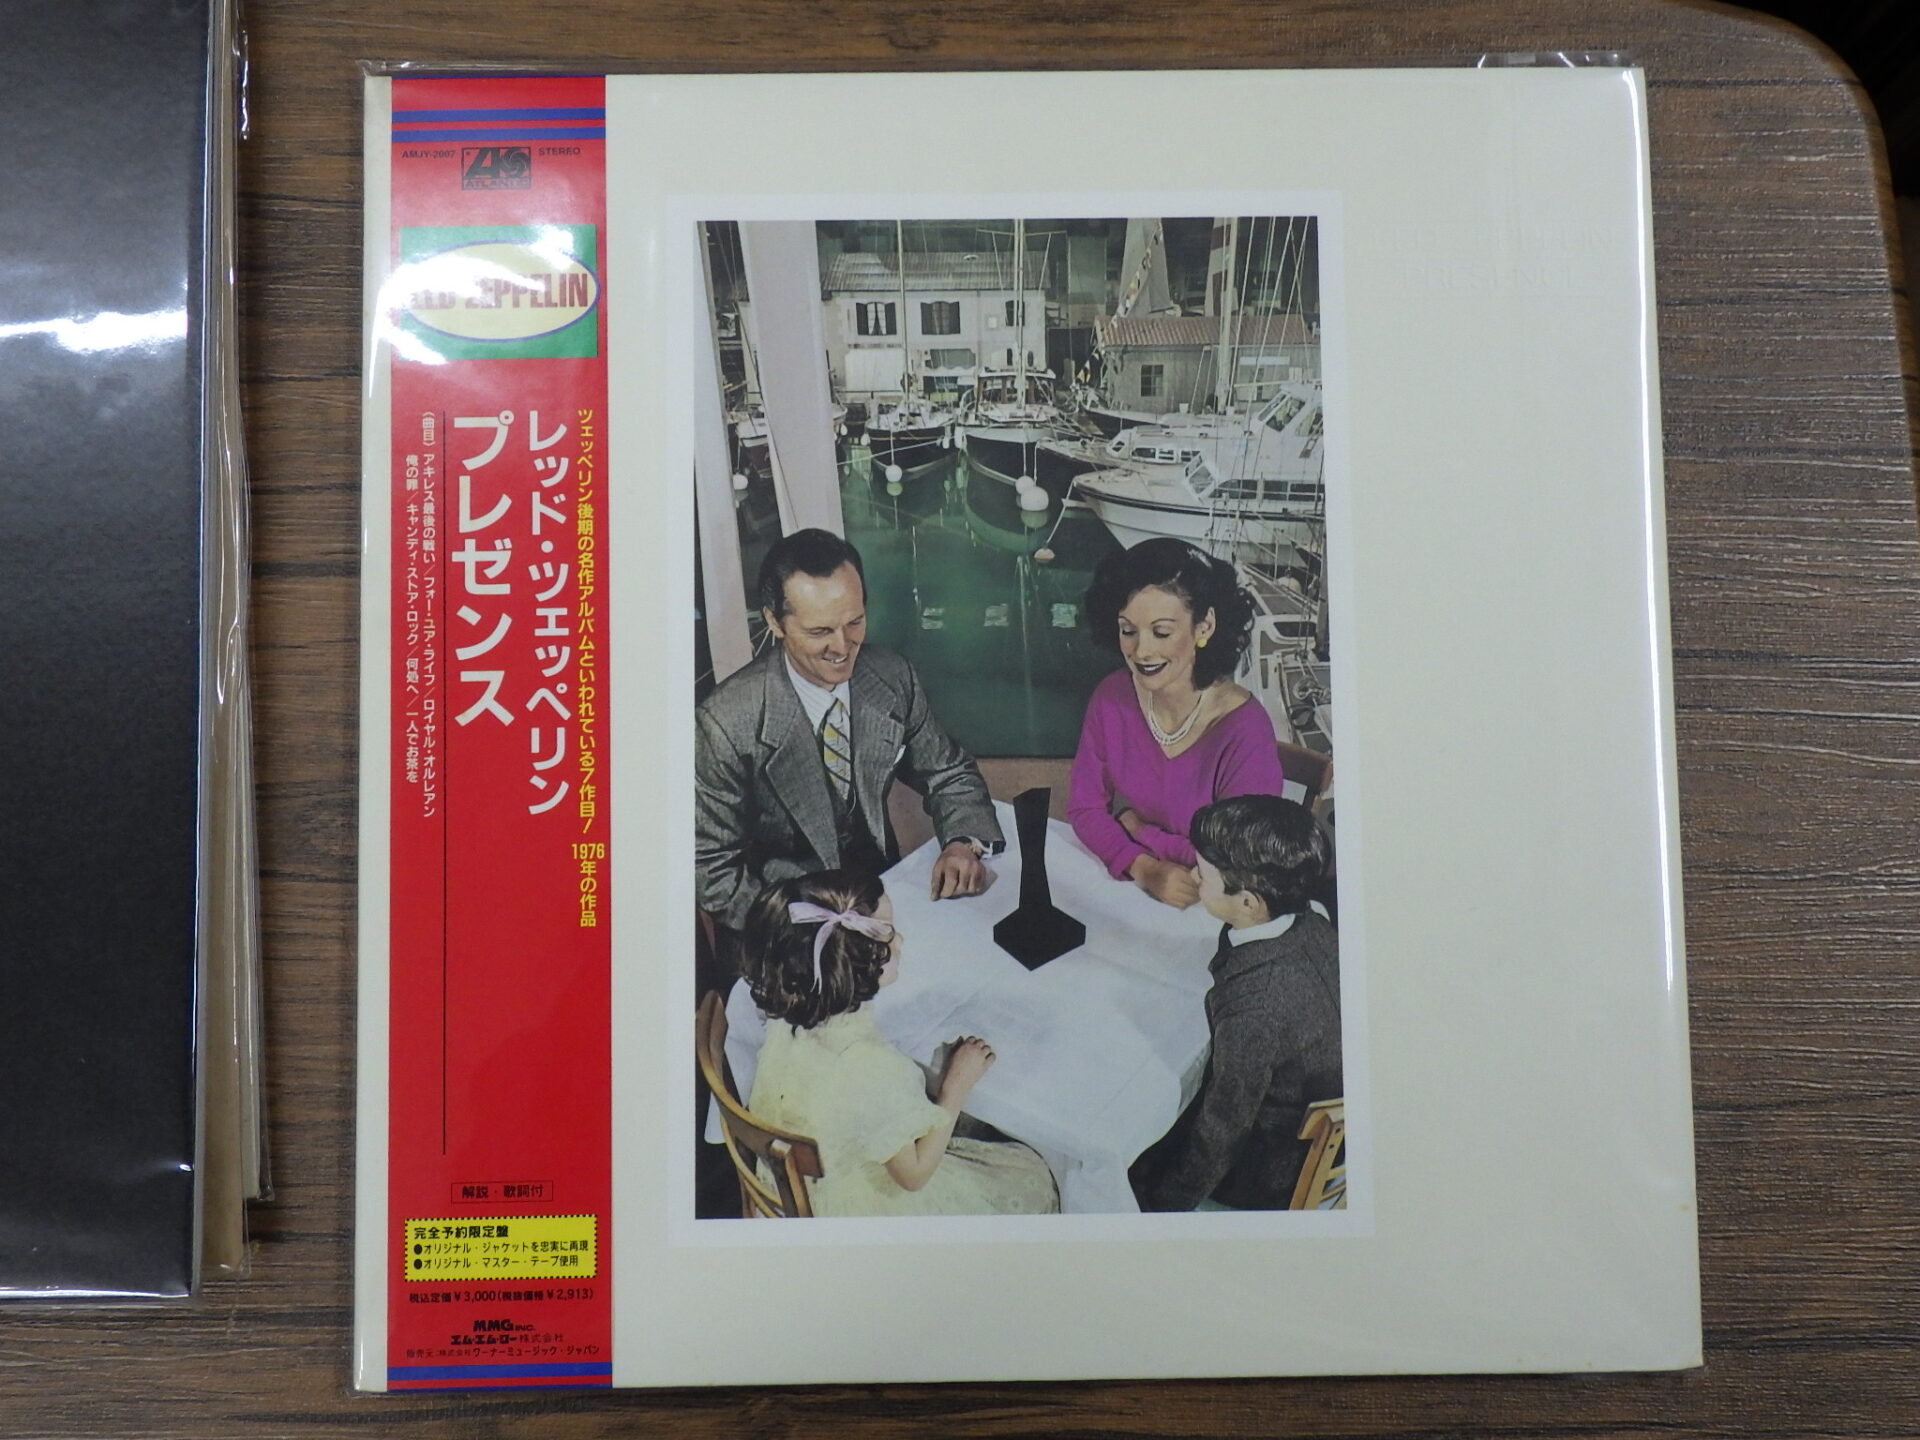 AMJY-2007
ATLANTIC
STEREO
LED ZEPPELIN
ツェッペリン後期の名作アルバムといわれている7作目! 1976年の作品
レッド・ツェッペリン
プレゼンス
〈曲目〉アキレス最後の戦い/フォー・ユア・ライフ/ロイヤル・オルレアン
俺の罪/キャンディ・ストア・ロック/何処へ/一人でお茶を
解説・歌詞付
完全予約限定盤
●オリジナル・ジャケットを忠実に再現
●オリジナル・マスター・テープ使用
税込定価¥3,000(税抜価格¥2,913)
MMG INC.
エム・エム・ジー株式会社
販売元:株式会社ワーナーミュージック・ジャパン
LED ZEPPELIN
PRESENCE